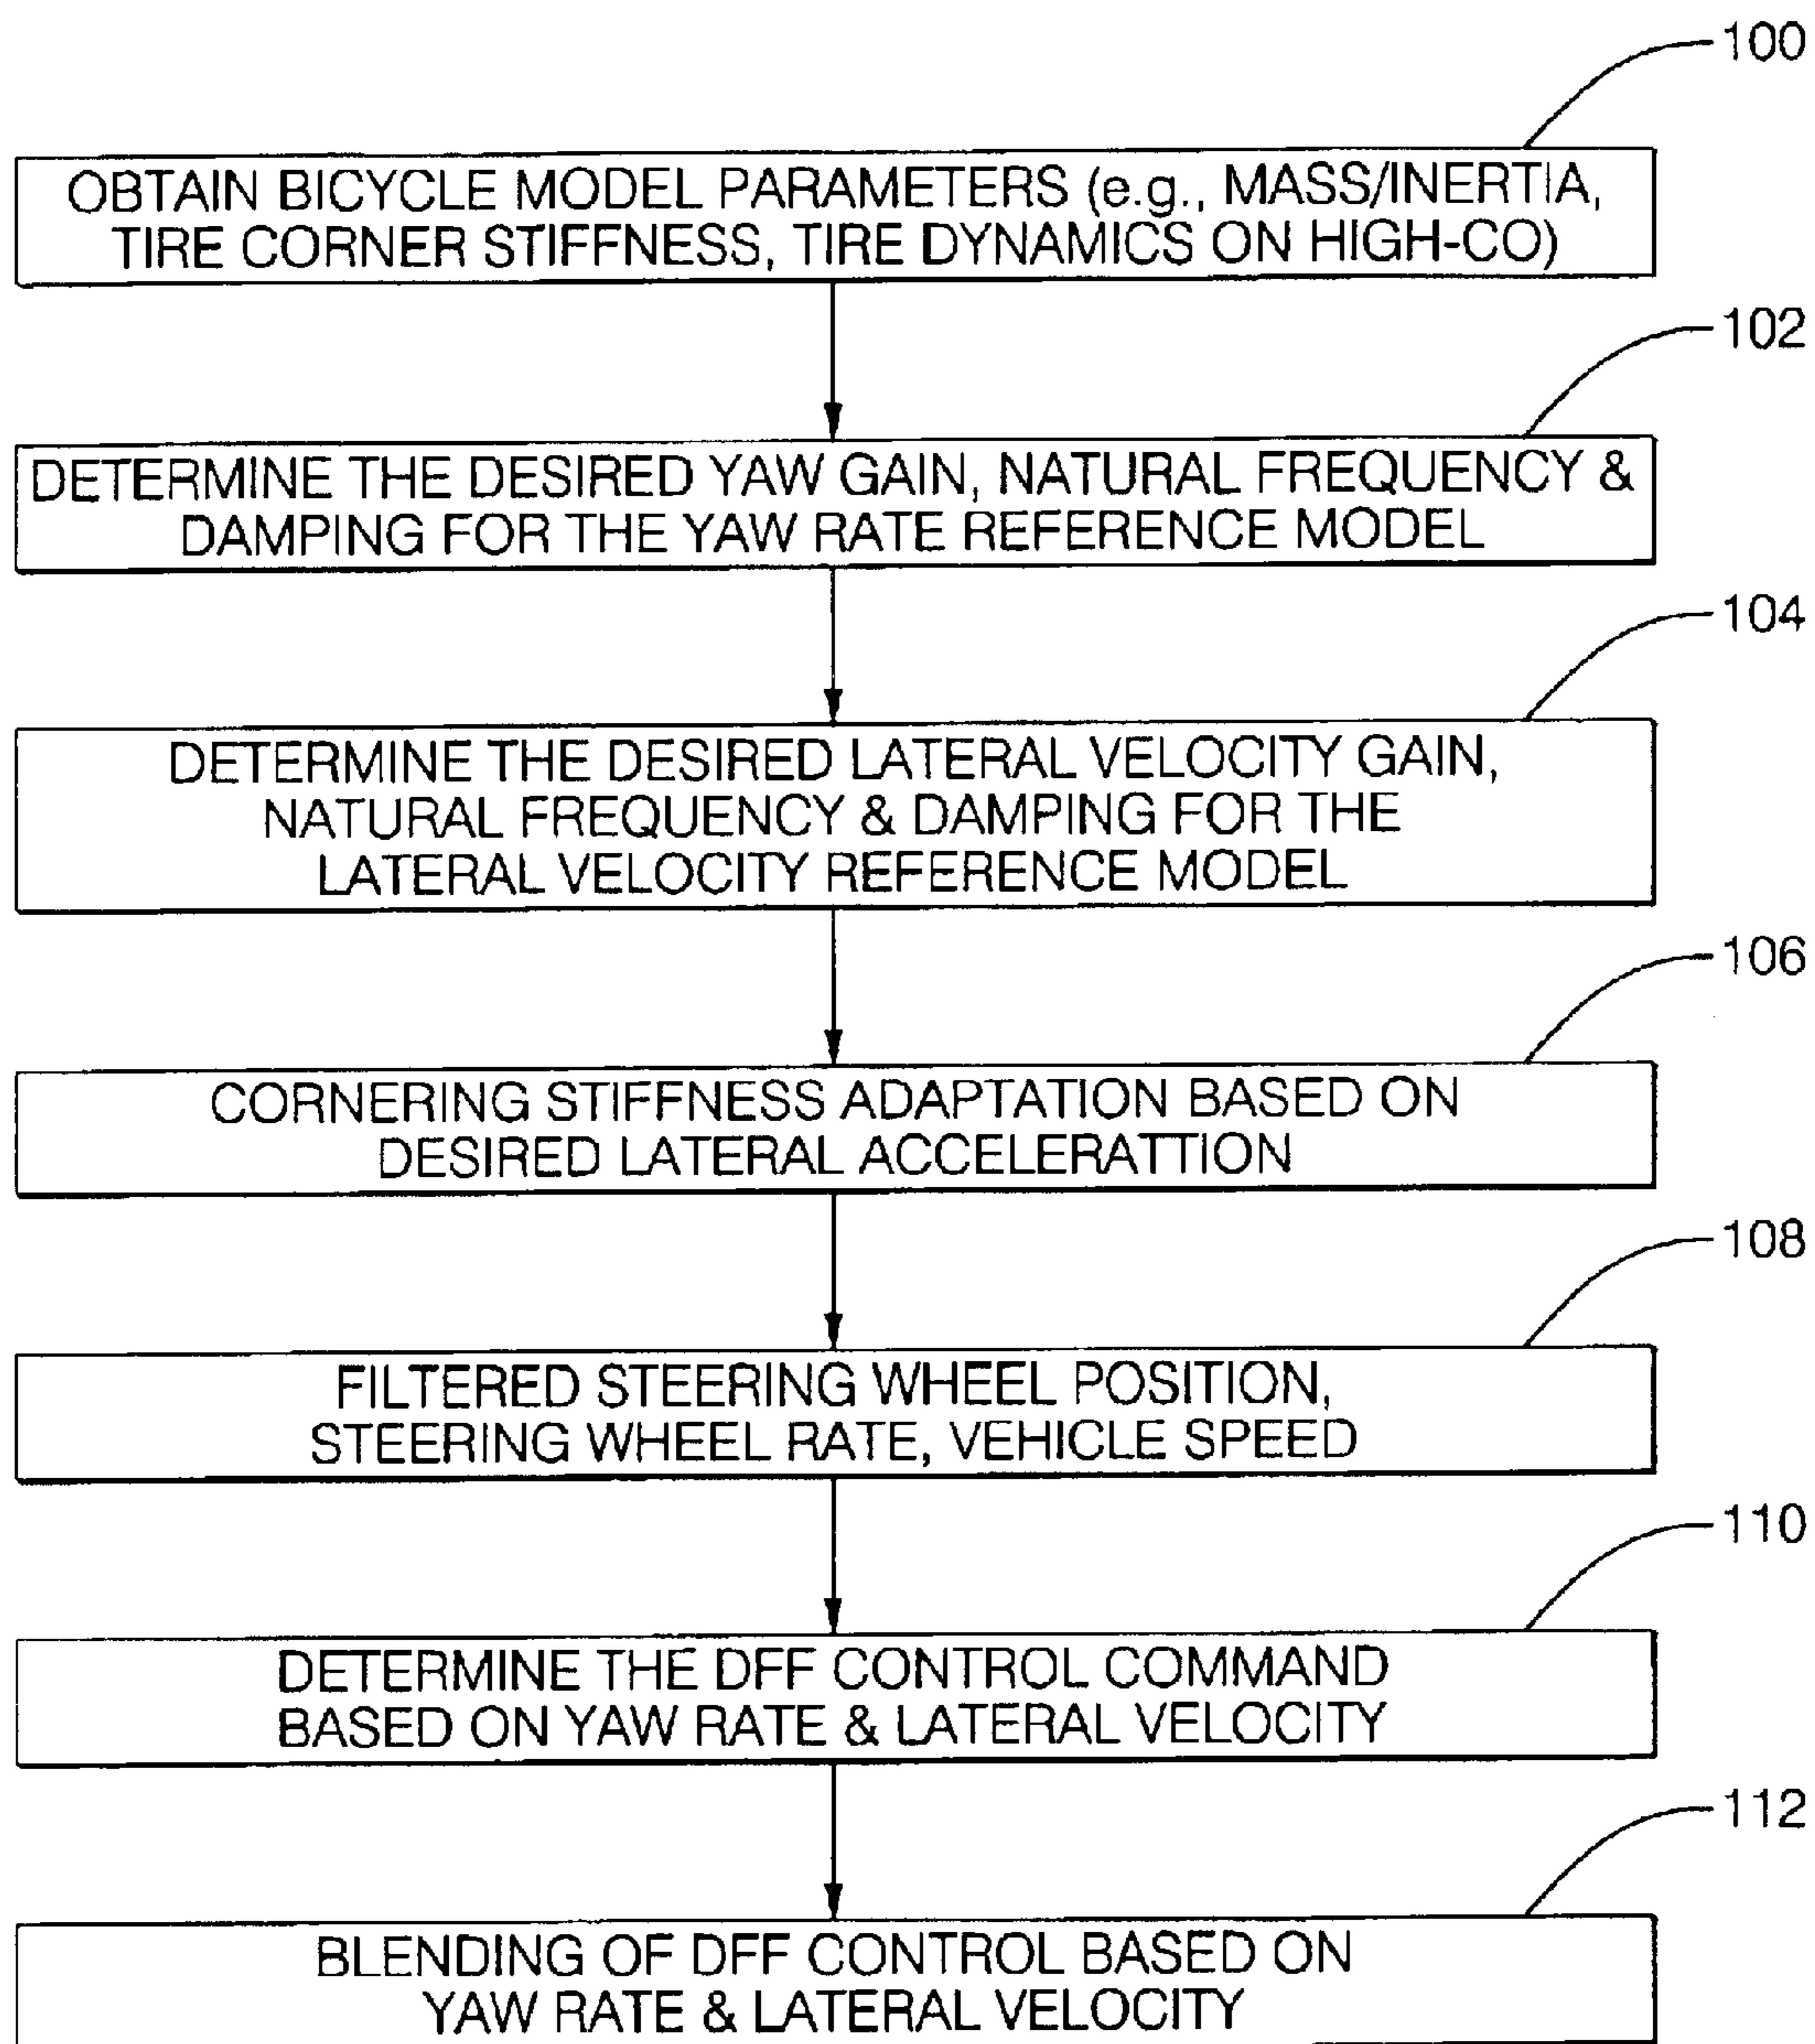 100
OBTAIN BICYCLE MODEL PARAMETERS (e.g., MASS/INERTIA,
TIRE CORNER STIFFNESS, TIRE DYNAMICS ON HIGH-CO)
102
DETERMINE THE DESIRED YAW GAIN, NATURAL FREQUENCY &
DAMPING FOR THE YAW RATE REFERENCE MODEL
104
DETERMINE THE DESIRED LATERAL VELOCITY GAIN,
NATURAL FREQUENCY & DAMPING FOR THE
LATERAL VELOCITY REFERENCE MODEL
106
CORNERING STIFFNESS ADAPTATION BASED ON
DESIRED LATERAL ACCELERATTION
108
FILTERED STEERING WHEEL POSITION,
STEERING WHEEL RATE, VEHICLE SPEED
110
DETERMINE THE DFF CONTROL COMMAND
BASED ON YAW RATE & LATERAL VELOCITY
112
BLENDING OF DFF CONTROL BASED ON
YAW RATE & LATERAL VELOCITY